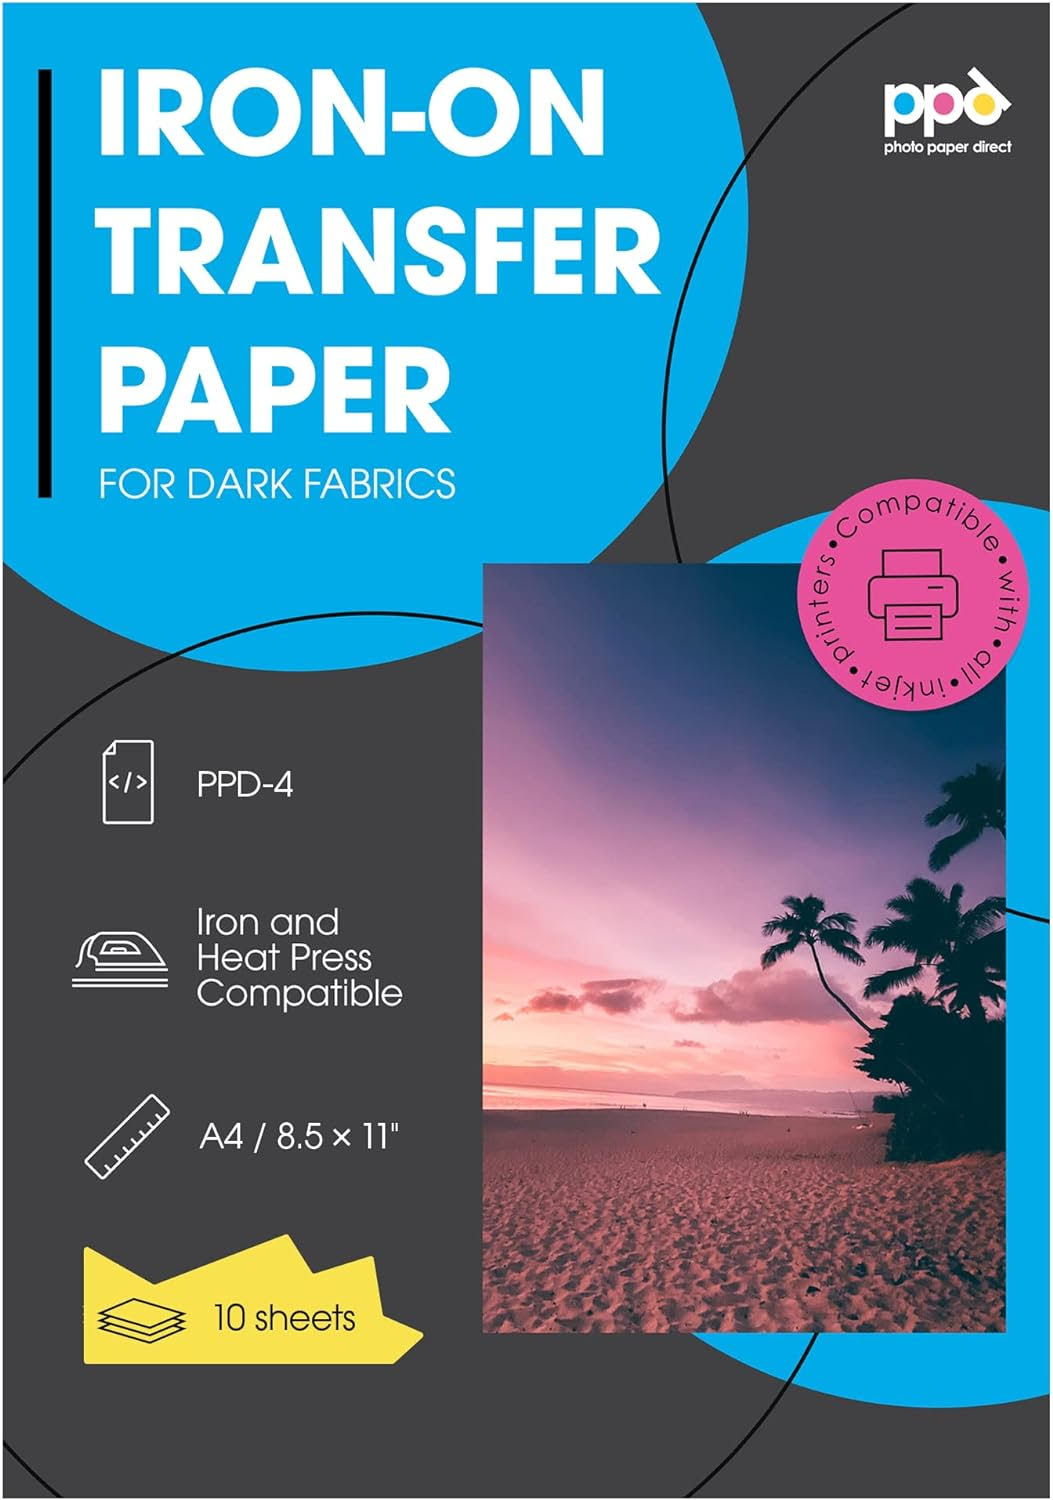 IRON-ON
TRANSFER
PAPER
FOR DARK FABRICS
ppd
photo paper direct
Compatible • with • all • inkjet • printers •
PPD-4
</>
Iron and
Heat Press
Compatible
A4 / 8.5 × 11"
10 sheets